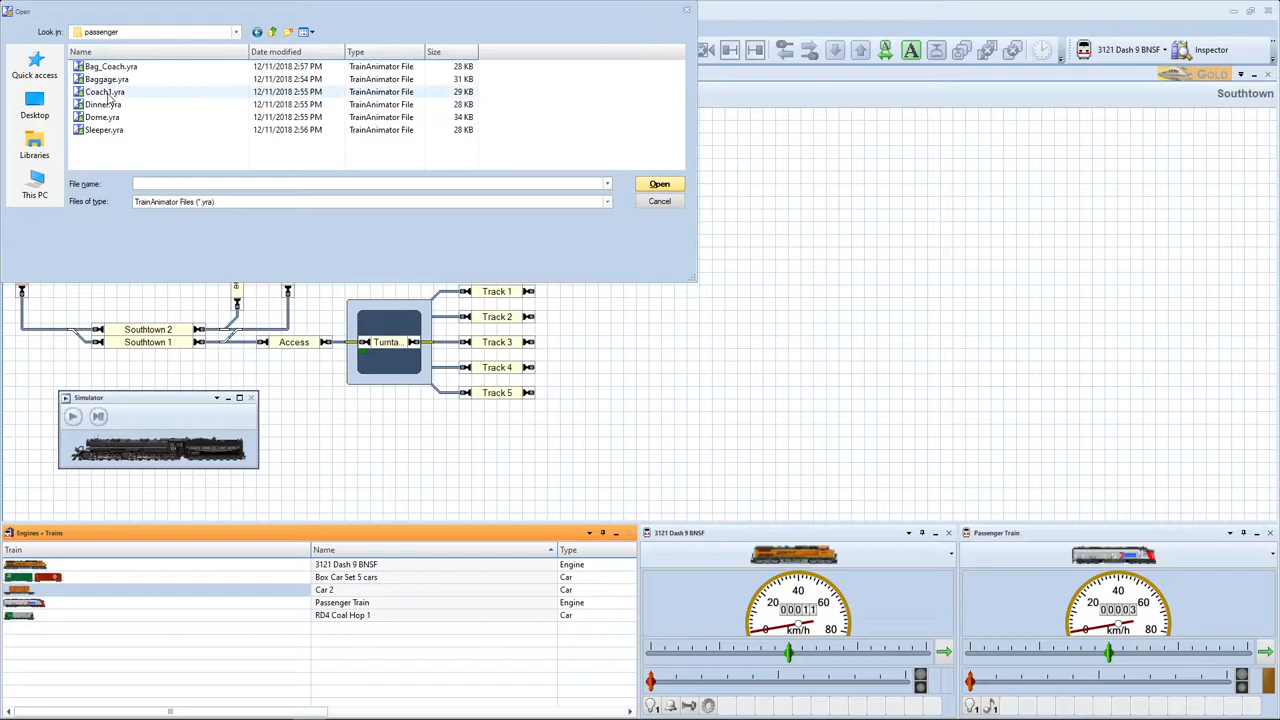 Open
Look in: passenger
Name Date modified Type Size
Bag_Coach.yra 12/11/2018 2:57 PM TrainAnimator File 28 KB
Baggage.yra 12/11/2018 2:54 PM TrainAnimator File 31 KB
Coach1.yra 12/11/2018 2:55 PM TrainAnimator File 29 KB
Dinner.yra 12/11/2018 2:55 PM TrainAnimator File 28 KB
Dome.yra 12/11/2018 2:55 PM TrainAnimator File 34 KB
Sleeper.yra 12/11/2018 2:56 PM TrainAnimator File 28 KB
Quick access
Desktop
Libraries
This PC
File name: Open
Files of type: TrainAnimator Files (*.yra) Cancel
A 3121 Dash 9 BNSF Inspector
GOLD
Southtown
Track 1
Track 2
Southtown 2
Southtown 1 Access Turnta... Track 3
Track 4
Track 5
Simulator
Engines + Trains
Train Name Type
3121 Dash 9 BNSF Engine
Box Car Set 5 cars Car
Car 2 Car
Passenger Train Engine
RD4 Coal Hop 1 Car
3121 Dash 9 BNSF
40
20 60
00011
0 80
km/h
1
Passenger Train
40
20 60
00003
0 80
km/h
1 1